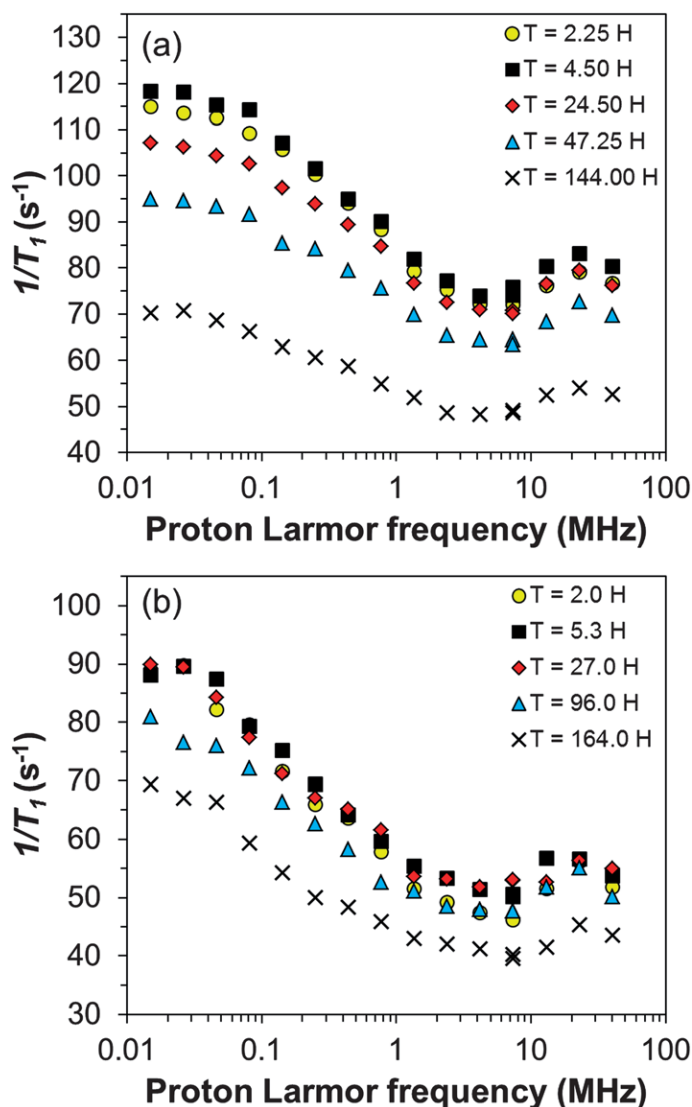 (a)
T = 2.25 H
T = 4.50 H
T = 24.50 H
T = 47.25 H
T = 144.00 H
1/T1 (s-1)
130
120
110
100
90
80
70
60
50
40
0.01 0.1 1 10 100
Proton Larmor frequency (MHz)
(b)
T = 2.0 H
T = 5.3 H
T = 27.0 H
T = 96.0 H
T = 164.0 H
1/T1 (s-1)
100
90
80
70
60
50
40
30
0.01 0.1 1 10 100
Proton Larmor frequency (MHz)